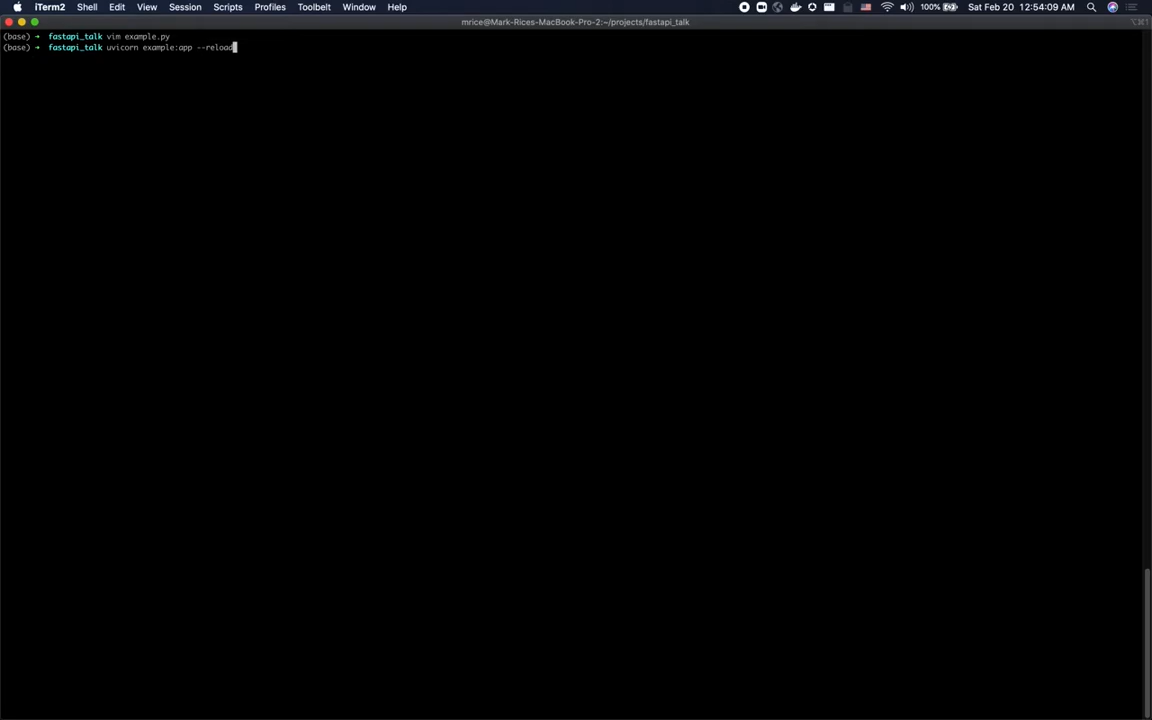 iTerm2 Shell Edit View Session Scripts Profiles Toolbelt Window Help 100% Sat Feb 20 12:54:09 AM
mrice@Mark-Rices-MacBook-Pro-2:~/projects/fastapi_talk ⌥⌘1
(base) ➜ fastapi_talk vim example.py
(base) ➜ fastapi_talk uvicorn example:app --reload